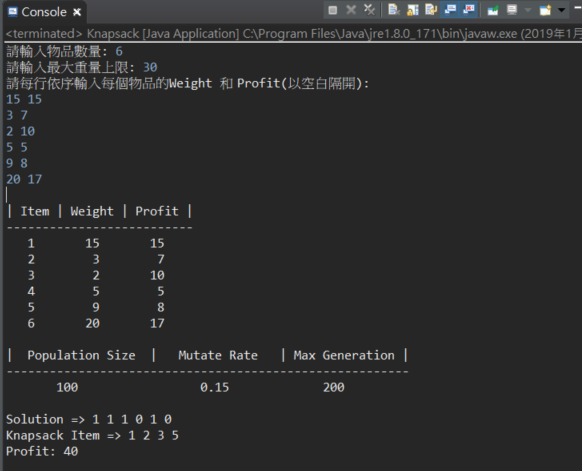 Console
<terminated> Knapsack [Java Application] C:\Program Files\Java\jre1.8.0_171\bin\javaw.exe (2019年1月
請輸入物品數量: 6
請輸入最大重量上限: 30
請每行依序輸入每個物品的Weight 和 Profit(以空白隔開):
15 15
3 7
2 10
5 5
9 8
20 17
| Item | Weight | Profit |
--------------------------
1 15 15
2 3 7
3 2 10
4 5 5
5 9 8
6 20 17
| Population Size | Mutate Rate | Max Generation |
--------------------------------------------------------
100 0.15 200
Solution => 1 1 1 0 1 0
Knapsack Item => 1 2 3 5
Profit: 40